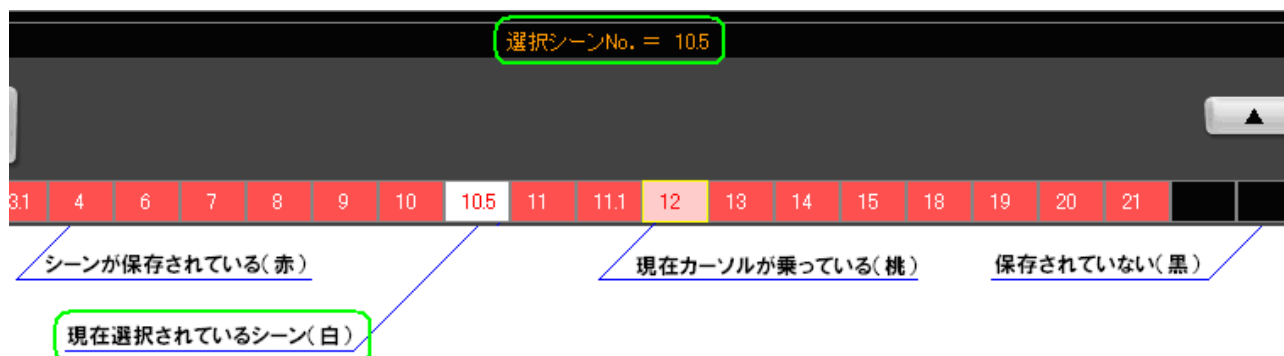 選択シーンNo. = 10.5
▲
3.1 4 6 7 8 9 10 10.5 11 11.1 12 13 14 15 18 19 20 21
シーンが保存されている(赤)
現在カーソルが乗っている(桃)
保存されていない(黒)
現在選択されているシーン(白)